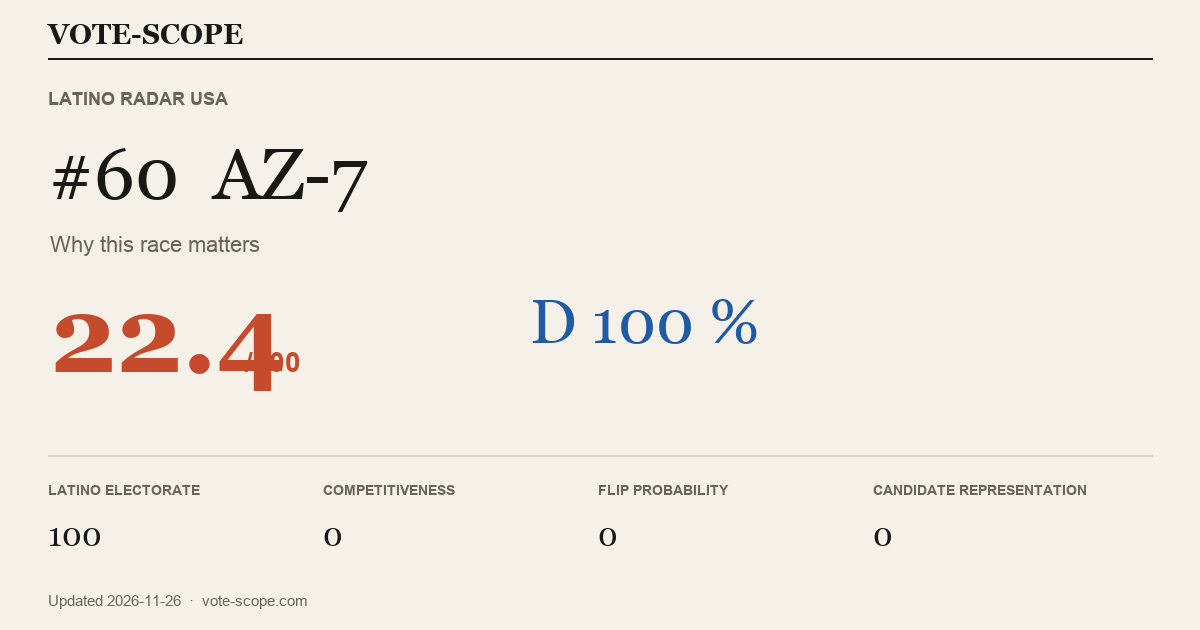 VOTE-SCOPE
LATINO RADAR USA
#60 AZ-7
Why this race matters
22.4
D 100 %
LATINO ELECTORATE COMPETITIVENESS FLIP PROBABILITY CANDIDATE REPRESENTATION
100 0 0 0
Updated 2026-11-26 · vote-scope.com